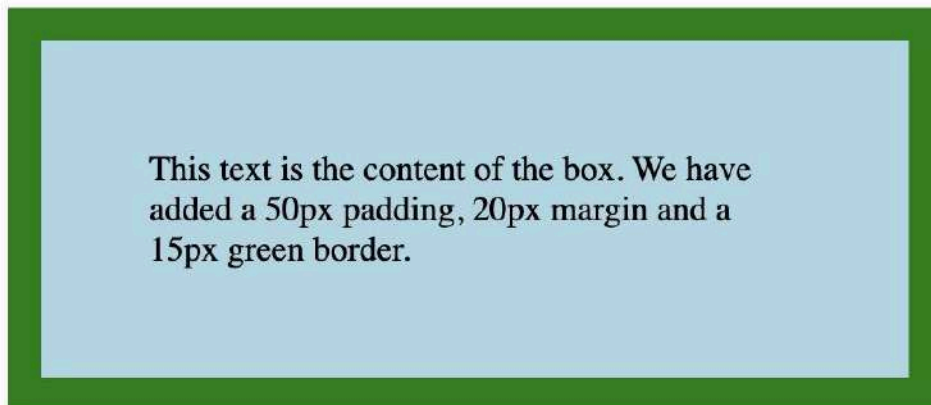 This text is the content of the box. We have
added a 50px padding, 20px margin and a
15px green border.